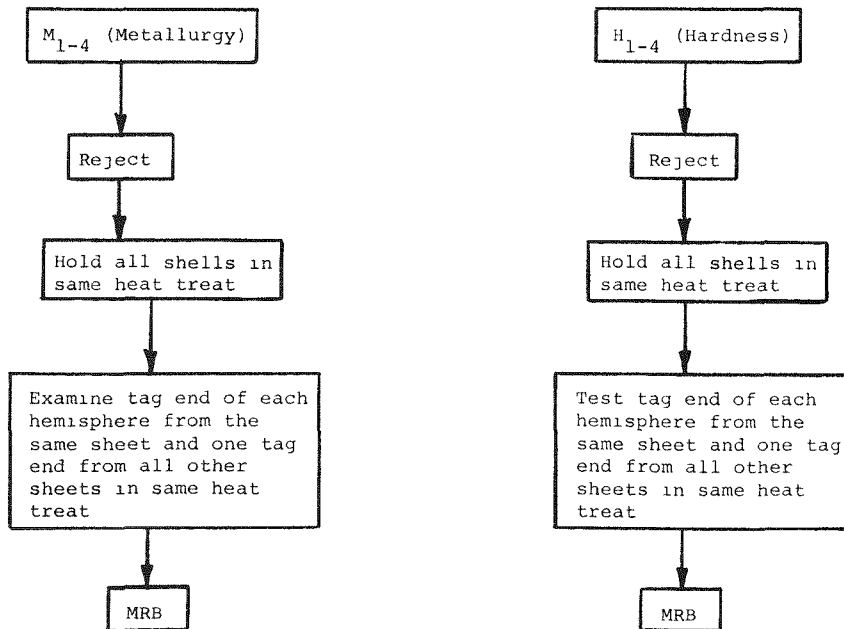 M1-4 (Metallurgy)
Reject
Hold all shells in
same heat treat
Examine tag end of each
hemisphere from the
same sheet and one tag
end from all other
sheets in same heat
treat
MRB
H1-4 (Hardness)
Reject
Hold all shells in
same heat treat
Test tag end of each
hemisphere from the
same sheet and one tag
end from all other
sheets in same heat
treat
MRB